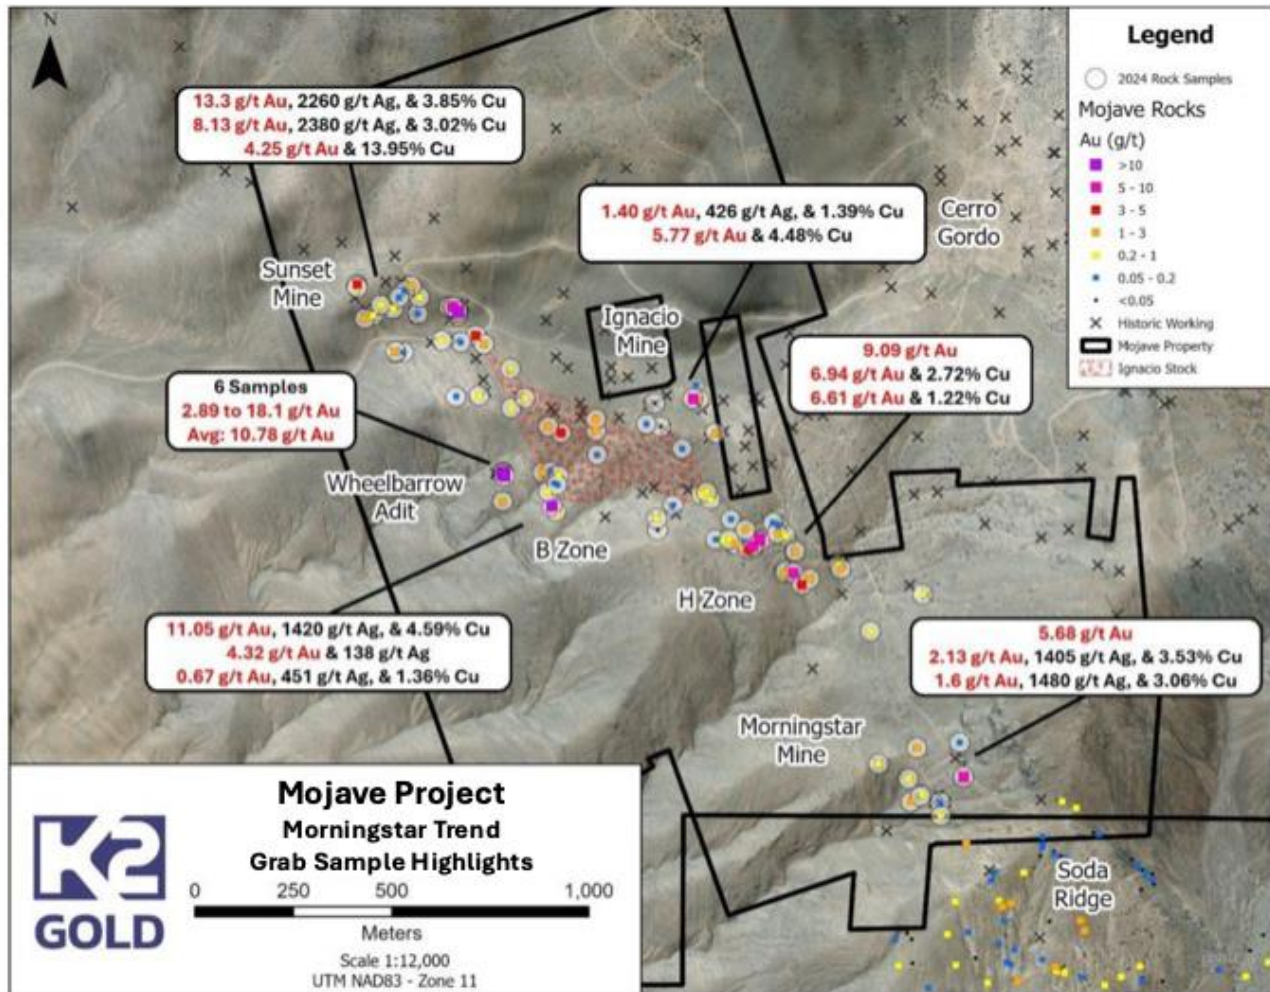 N
13.3 g/t Au, 2260 g/t Ag, & 3.85% Cu
8.13 g/t Au, 2380 g/t Ag, & 3.02% Cu
4.25 g/t Au & 13.95% Cu
1.40 g/t Au, 426 g/t Ag, & 1.39% Cu
5.77 g/t Au & 4.48% Cu
Cerro
Gordo
Sunset
Mine
Ignacio
Mine
9.09 g/t Au
6.94 g/t Au & 2.72% Cu
6.61 g/t Au & 1.22% Cu
6 Samples
2.89 to 18.1 g/t Au
Avg: 10.78 g/t Au
Wheelbarrow
Adit
B Zone
H Zone
11.05 g/t Au, 1420 g/t Ag, & 4.59% Cu
4.32 g/t Au & 138 g/t Ag
0.67 g/t Au, 451 g/t Ag, & 1.36% Cu
5.68 g/t Au
2.13 g/t Au, 1405 g/t Ag, & 3.53% Cu
1.6 g/t Au, 1480 g/t Ag, & 3.06% Cu
Morningstar
Mine
Soda
Ridge
Legend
2024 Rock Samples
Mojave Rocks
Au (g/t)
>10
5 - 10
3 - 5
1 - 3
0.2 - 1
0.05 - 0.2
<0.05
Historic Working
Mojave Property
Ignacio Stock
K2
GOLD
Mojave Project
Morningstar Trend
Grab Sample Highlights
0 250 500 1,000
Meters
Scale 1:12,000
UTM NAD83 - Zone 11